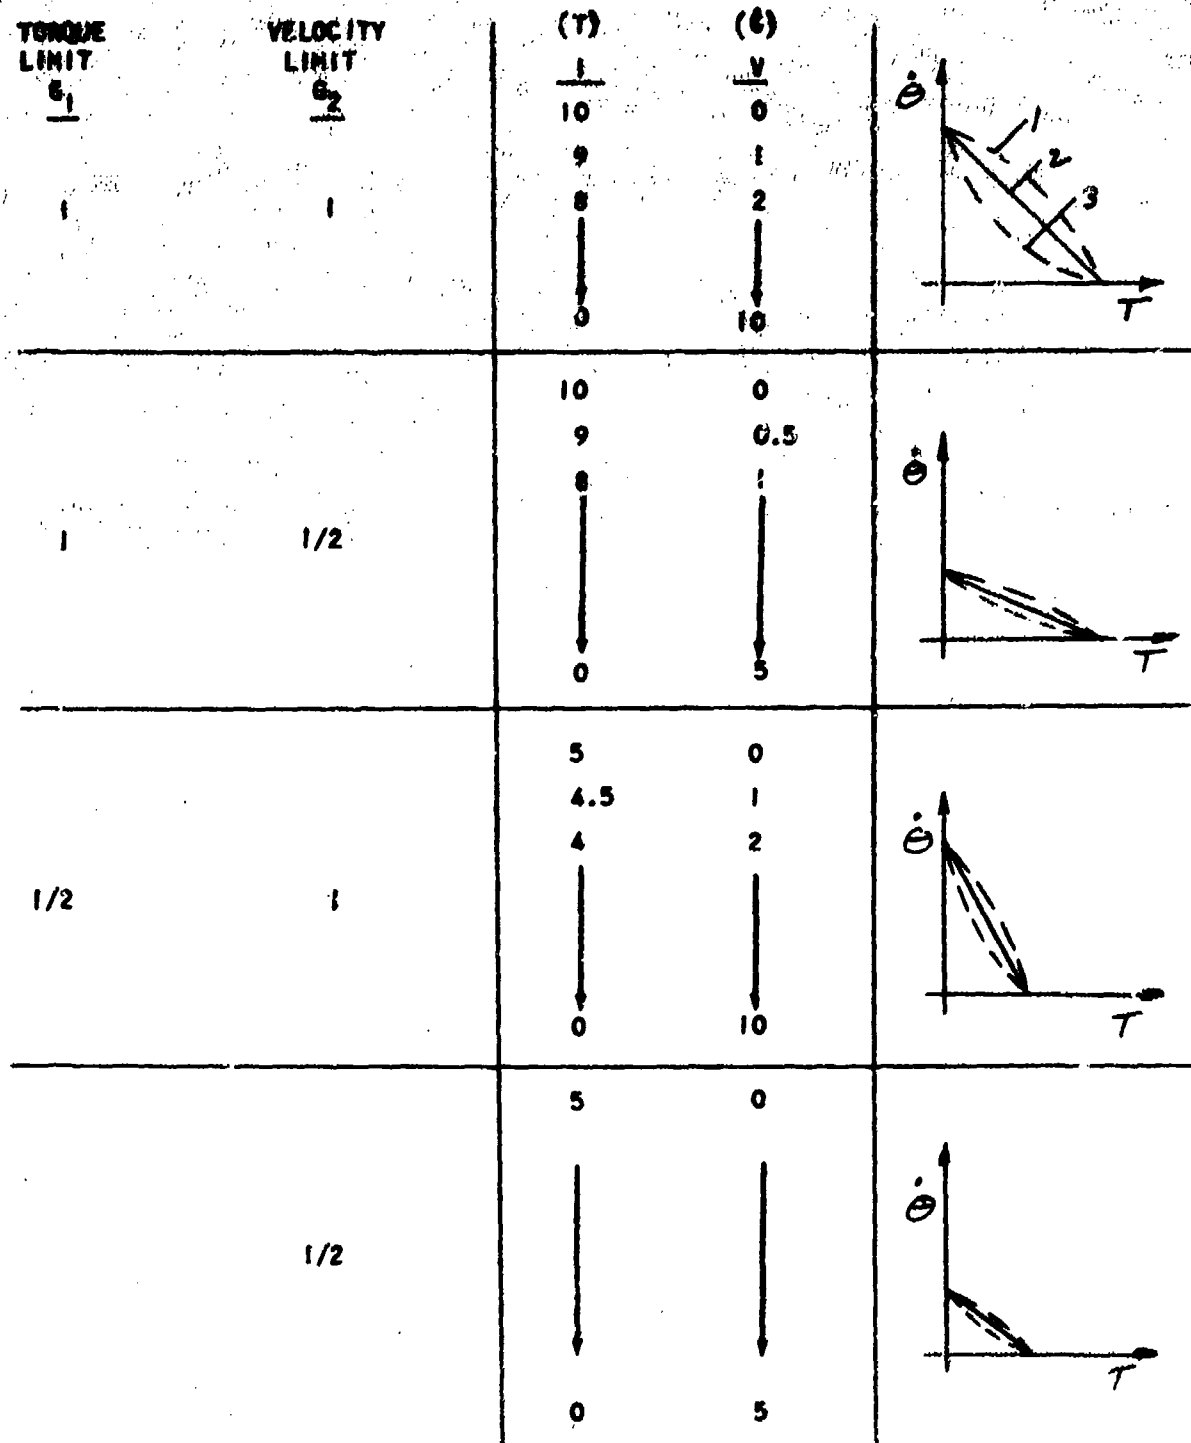 TORQUE VELOCITY (T) (θ̇)
LIMIT LIMIT I V
G1 G2
10 0
9 1
1 1 8 2
0 10
θ̇ 1 2 3 T
10 0
9 0.5
8 1
1 1/2
0 5
θ̇ T
5 0
4.5 1
4 2
1/2 1
0 10
θ̇ T
5 0
1/2
0 5
θ̇ T